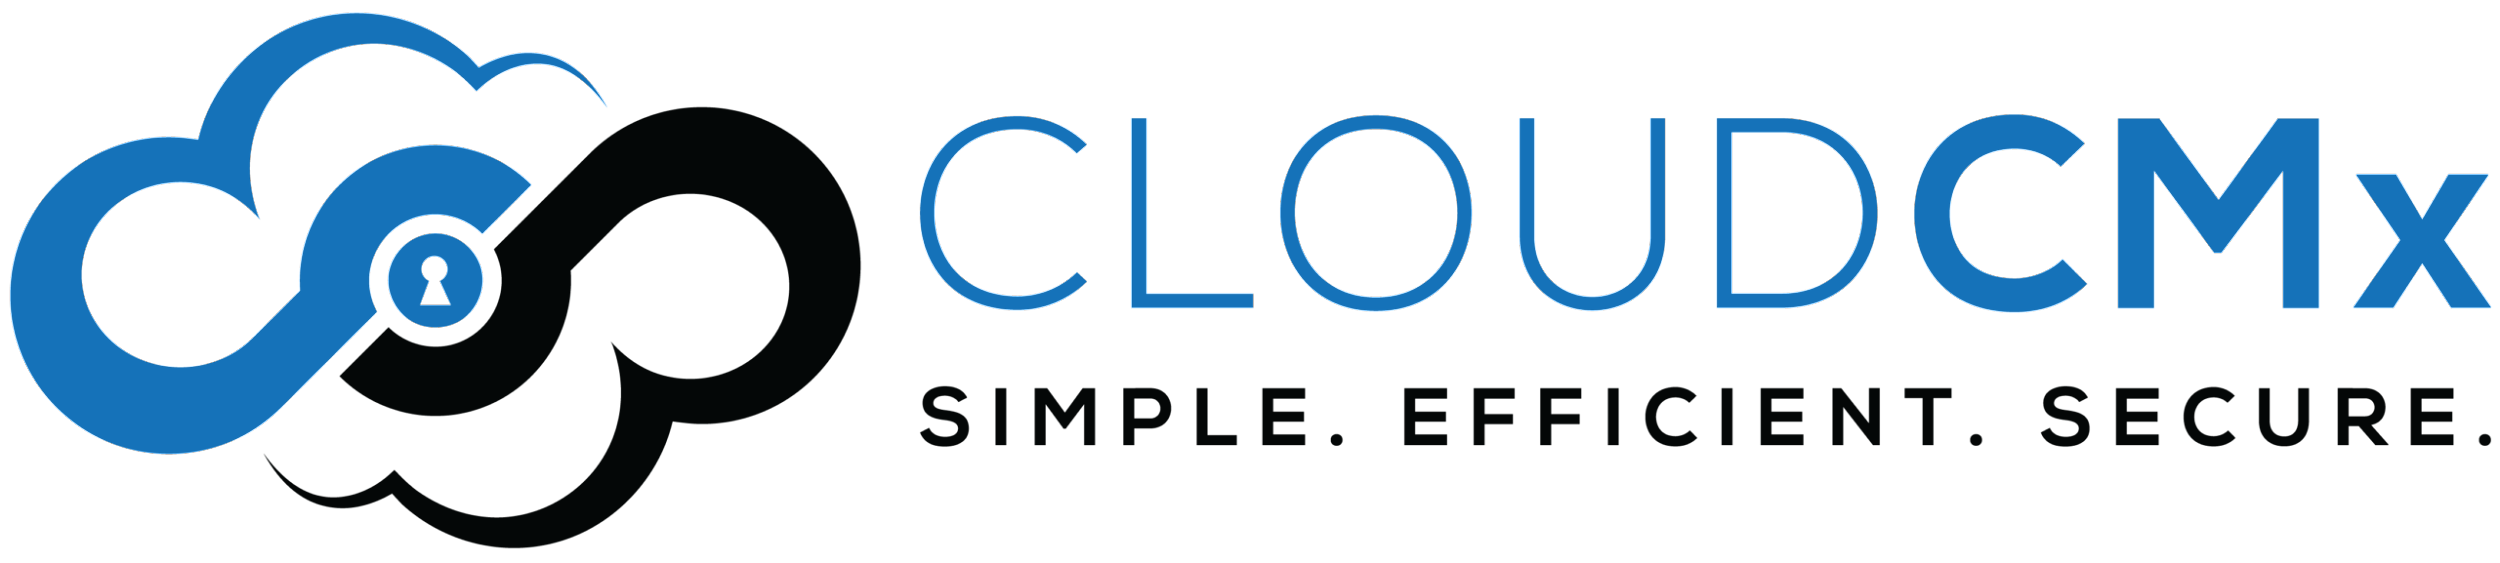 CLOUDCMx
SIMPLE. EFFICIENT. SECURE.